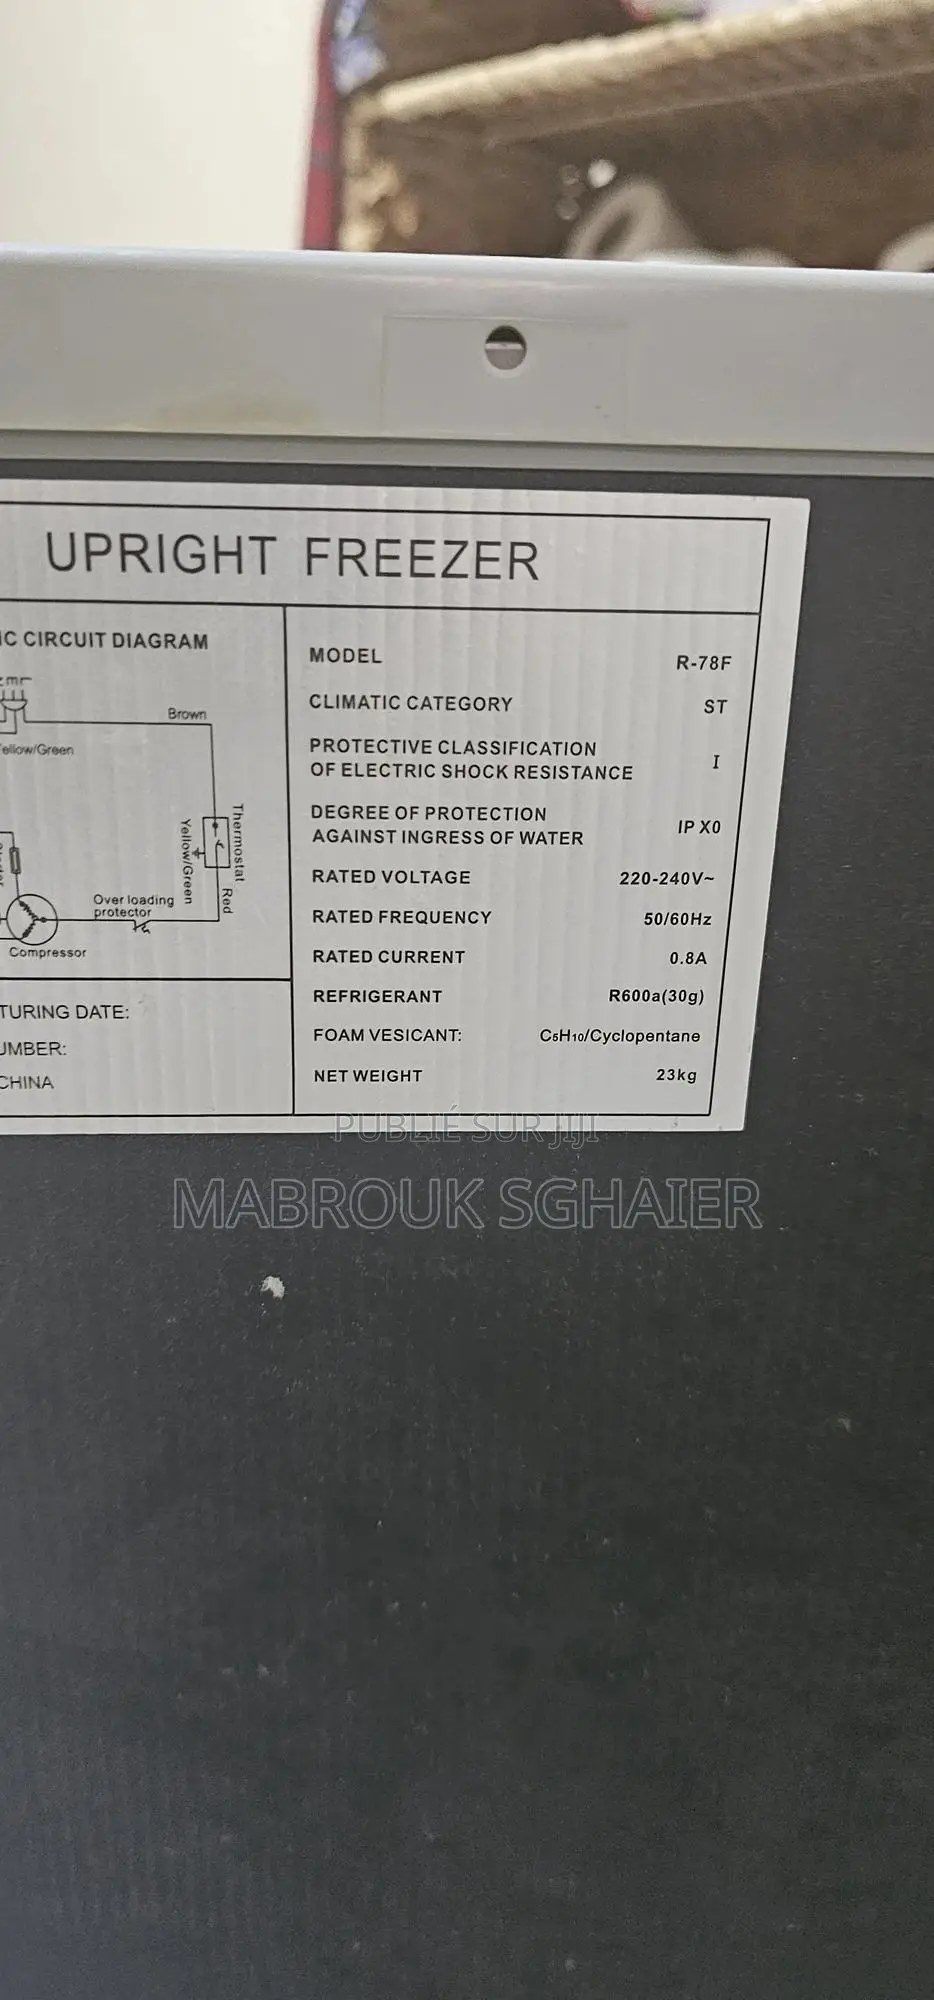 UPRIGHT FREEZER
IC CIRCUIT DIAGRAM
Brown
Yellow/Green
Thermostat
Yellow/Green
Red
Over loading
protector
Compressor
TURING DATE:
UMBER:
CHINA
MODEL R-78F
CLIMATIC CATEGORY ST
PROTECTIVE CLASSIFICATION
OF ELECTRIC SHOCK RESISTANCE I
DEGREE OF PROTECTION
AGAINST INGRESS OF WATER IP X0
RATED VOLTAGE 220-240V~
RATED FREQUENCY 50/60Hz
RATED CURRENT 0.8A
REFRIGERANT R600a(30g)
FOAM VESICANT: C₅H₁₀/Cyclopentane
NET WEIGHT 23kg
PUBLIÉ SUR JIJI
MABROUK SGHAIER